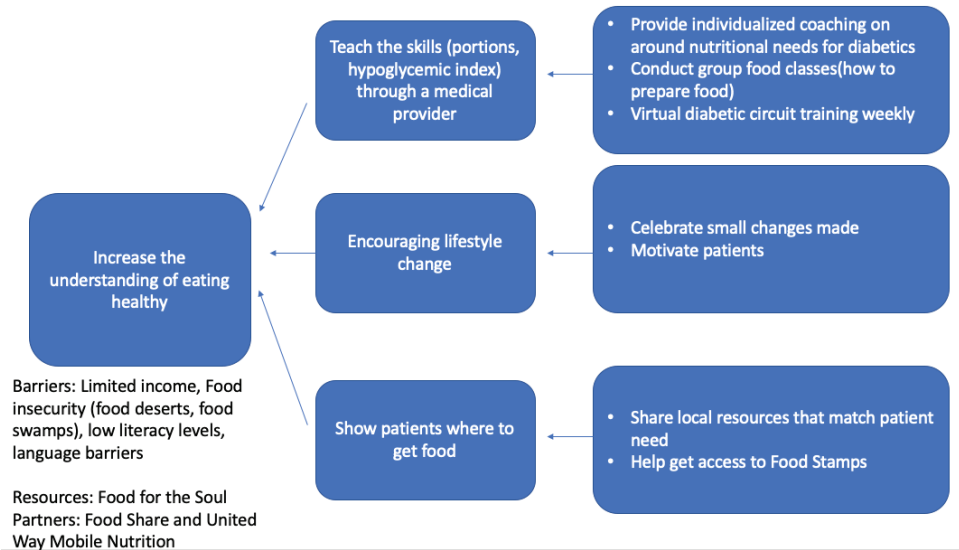 Teach the skills (portions,
hypoglycemic index)
through a medical
provider
• Provide individualized coaching on
around nutritional needs for diabetics
• Conduct group food classes(how to
prepare food)
• Virtual diabetic circuit training weekly
Increase the
understanding of eating
healthy
Encouraging lifestyle
change
• Celebrate small changes made
• Motivate patients
Show patients where to
get food
• Share local resources that match patient
need
• Help get access to Food Stamps
Barriers: Limited income, Food
insecurity (food deserts, food
swamps), low literacy levels,
language barriers
Resources: Food for the Soul
Partners: Food Share and United
Way Mobile Nutrition